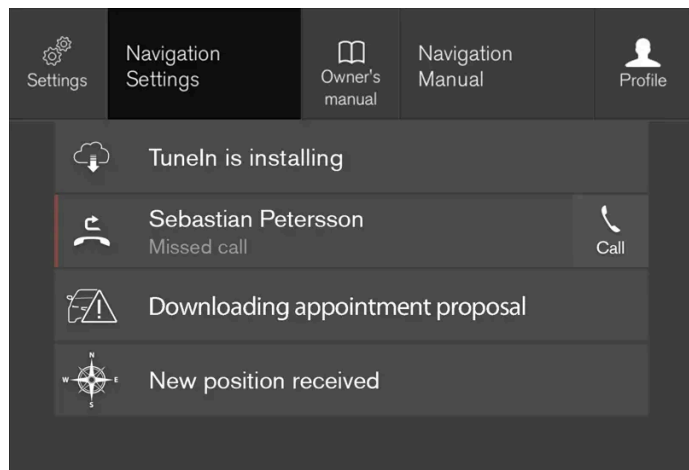 Settings
Navigation
Settings
Owner's
manual
Navigation
Manual
Profile
TuneIn is installing
Sebastian Petersson
Missed call
Call
Downloading appointment proposal
N
W
E
S
New position received